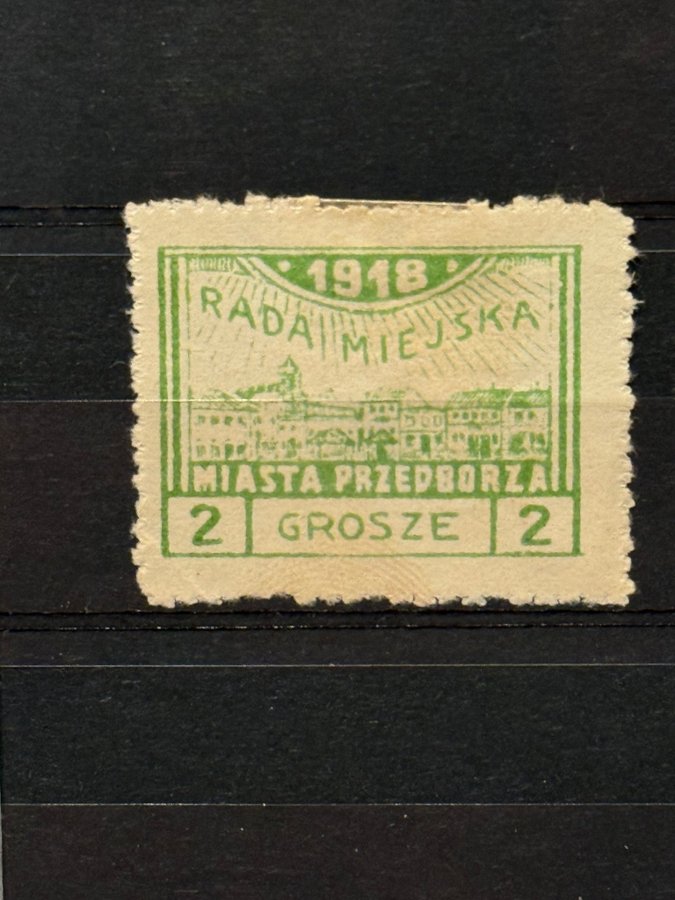 1918
RADA MIEJSKA
MIASTA PRZEDBORZA
2 GROSZE 2